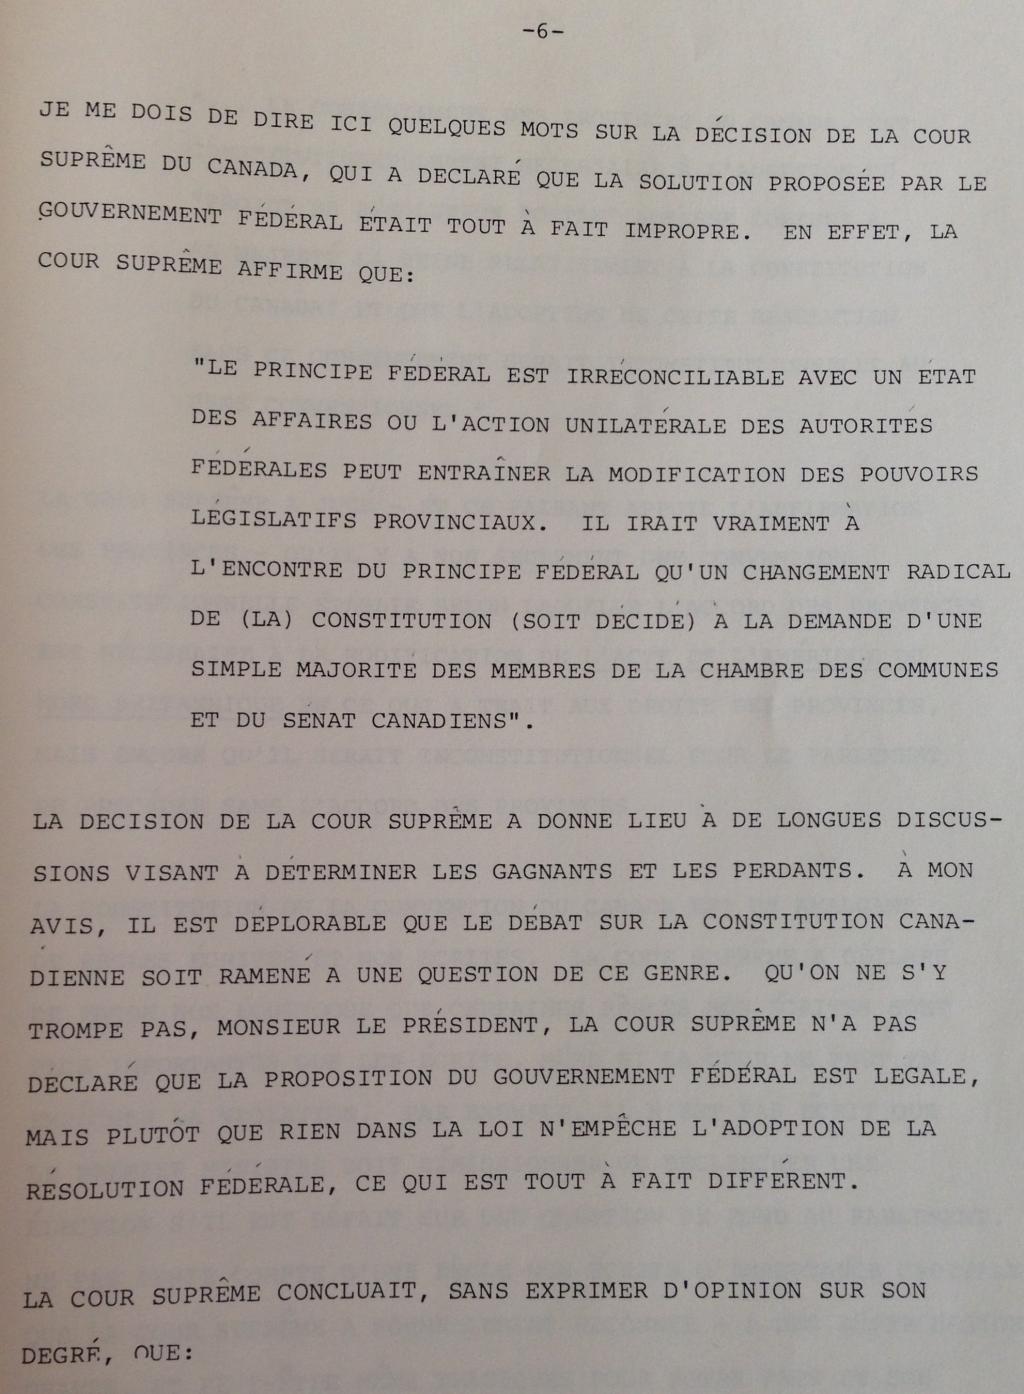 -6-
JE ME DOIS DE DIRE ICI QUELQUES MOTS SUR LA DÉCISION DE LA COUR
SUPRÊME DU CANADA, QUI A DECLARÉ QUE LA SOLUTION PROPOSÉE PAR LE
GOUVERNEMENT FÉDÉRAL ÉTAIT TOUT À FAIT IMPROPRE. EN EFFET, LA
COUR SUPRÊME AFFIRME QUE:
"LE PRINCIPE FÉDÉRAL EST IRRÉCONCILIABLE AVEC UN ÉTAT
DES AFFAIRES OU L'ACTION UNILATÉRALE DES AUTORITÉS
FÉDÉRALES PEUT ENTRAÎNER LA MODIFICATION DES POUVOIRS
LÉGISLATIFS PROVINCIAUX. IL IRAIT VRAIMENT À
L'ENCONTRE DU PRINCIPE FÉDÉRAL QU'UN CHANGEMENT RADICAL
DE (LA) CONSTITUTION (SOIT DÉCIDÉ) À LA DEMANDE D'UNE
SIMPLE MAJORITÉ DES MEMBRES DE LA CHAMBRE DES COMMUNES
ET DU SÉNAT CANADIENS".
LA DECISION DE LA COUR SUPRÊME A DONNE LIEU À DE LONGUES DISCUS-
SIONS VISANT À DÉTERMINER LES GAGNANTS ET LES PERDANTS. À MON
AVIS, IL EST DÉPLORABLE QUE LE DÉBAT SUR LA CONSTITUTION CANA-
DIENNE SOIT RAMENÉ A UNE QUESTION DE CE GENRE. QU'ON NE S'Y
TROMPE PAS, MONSIEUR LE PRÉSIDENT, LA COUR SUPRÊME N'A PAS
DÉCLARÉ QUE LA PROPOSITION DU GOUVERNEMENT FÉDÉRAL EST LEGALE,
MAIS PLUTÔT QUE RIEN DANS LA LOI N'EMPÊCHE L'ADOPTION DE LA
RÉSOLUTION FÉDÉRALE, CE QUI EST TOUT À FAIT DIFFÉRENT.
LA COUR SUPRÊME CONCLUAIT, SANS EXPRIMER D'OPINION SUR SON
DEGRÉ, QUE: